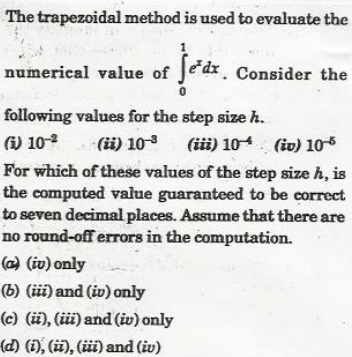 The trapezoidal method is used to evaluate the
numerical value of ∫₀¹ eˣ dx. Consider the
following values for the step size h.
(i) 10⁻² (ii) 10⁻³ (iii) 10⁻⁴ (iv) 10⁻⁵
For which of these values of the step size h, is
the computed value guaranteed to be correct
to seven decimal places. Assume that there are
no round-off errors in the computation.
(a) (iv) only
(b) (iii) and (iv) only
(c) (ii), (iii) and (iv) only
(d) (i), (ii), (iii) and (iv)